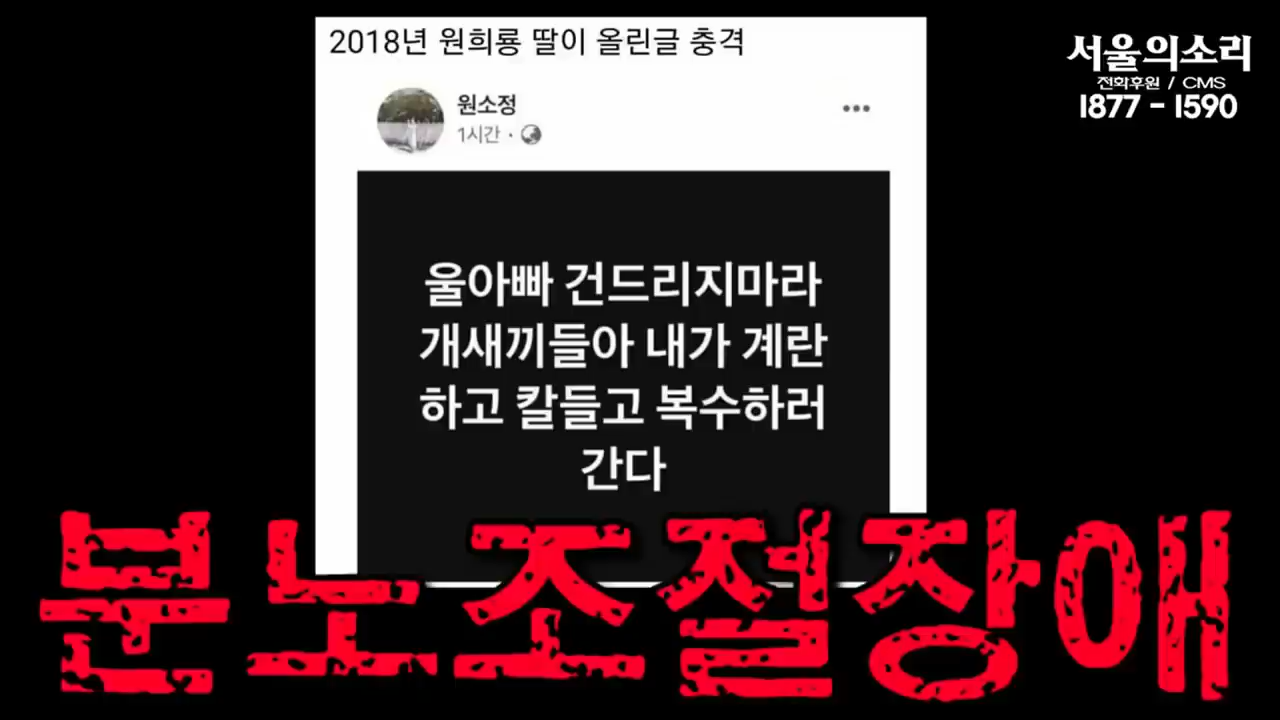 2018년 원희룡 딸이 올린글 충격
서울의소리
전화후원 / CMS
1877 - 1590
원소정
1시간 ·
울아빠 건드리지마라
개새끼들아 내가 계란
하고 칼들고 복수하러
간다
분노조절장애